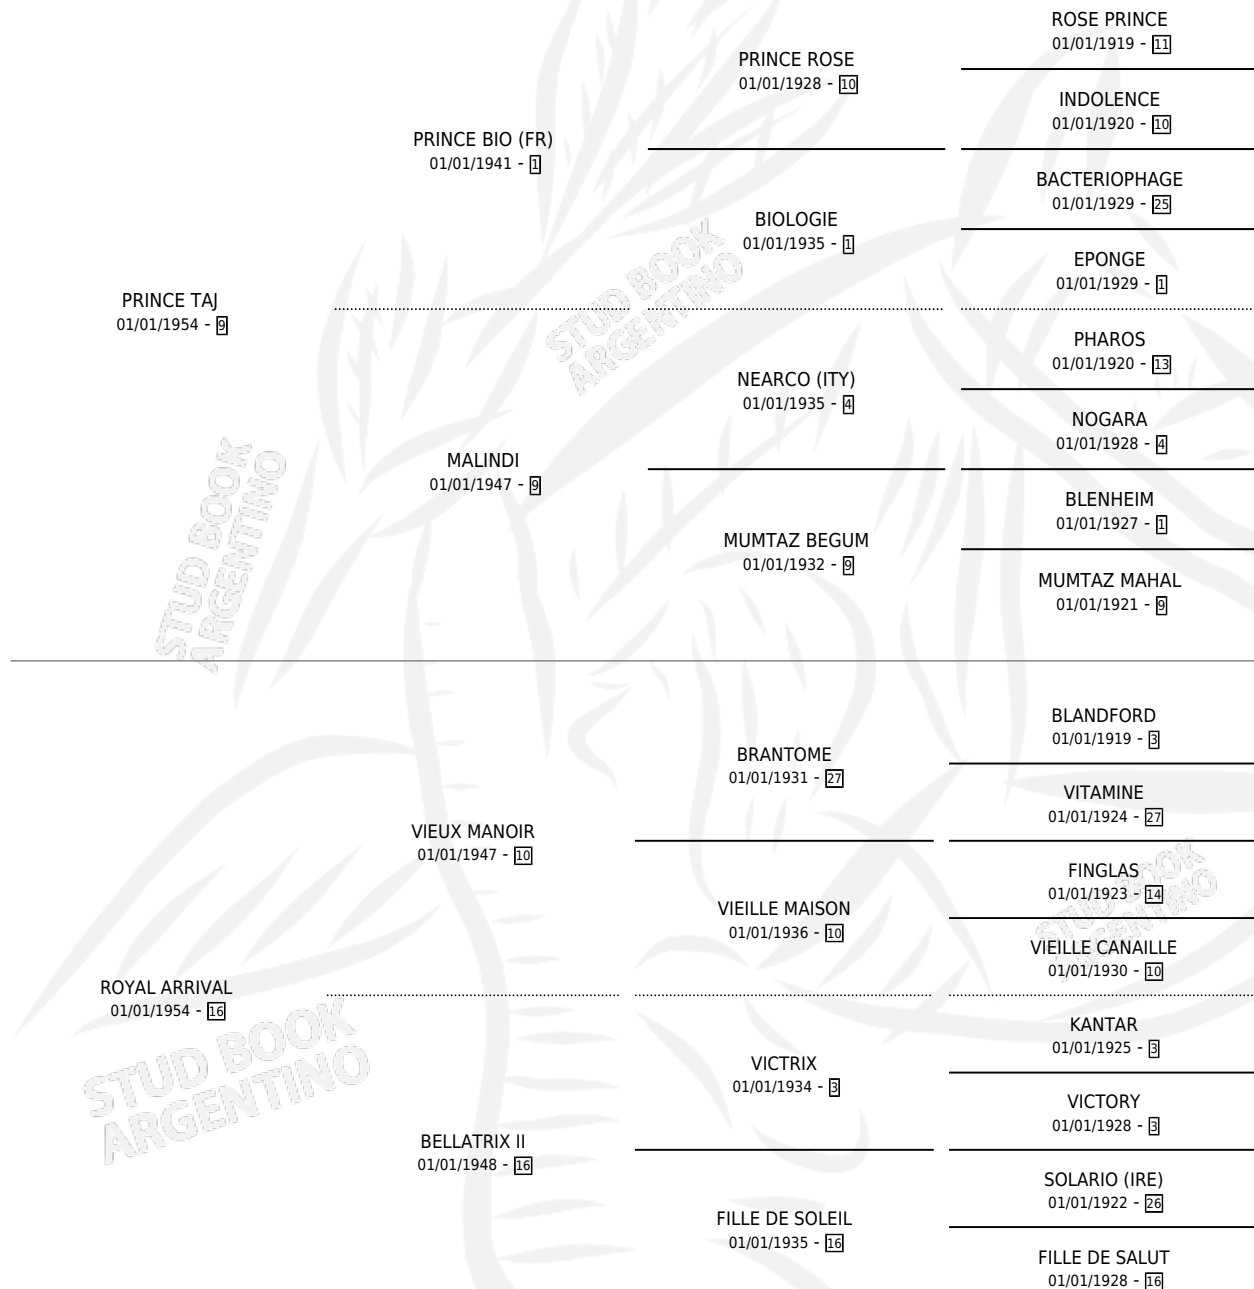 ROSE PRINCE
01/01/1919 - 11
PRINCE ROSE
01/01/1928 - 10
INDOLENCE
01/01/1920 - 10
PRINCE BIO (FR)
01/01/1941 - 1
BACTERIOPHAGE
01/01/1929 - 25
BIOLOGIE
01/01/1935 - 1
EPONGE
01/01/1929 - 1
STUD BOOK
ARGENTINO
PRINCE TAJ
01/01/1954 - 9
PHAROS
01/01/1920 - 13
NEARCO (ITY)
01/01/1935 - 4
NOGARA
01/01/1928 - 4
MALINDI
01/01/1947 - 9
BLENHEIM
01/01/1927 - 1
MUMTAZ BEGUM
01/01/1932 - 9
MUMTAZ MAHAL
01/01/1921 - 9
STUD BOOK
ARGENTINO
BLANDFORD
01/01/1919 - 3
BRANTOME
01/01/1931 - 27
VITAMINE
01/01/1924 - 27
VIEUX MANOIR
01/01/1947 - 10
FINGLAS
01/01/1923 - 14
VIEILLE MAISON
01/01/1936 - 10
VIEILLE CANAILLE
01/01/1930 - 10
STUD BOOK
ARGENTINO
ROYAL ARRIVAL
01/01/1954 - 16
KANTAR
01/01/1925 - 3
VICTRIX
01/01/1934 - 3
VICTORY
01/01/1928 - 3
STUD BOOK
ARGENTINO
BELLATRIX II
01/01/1948 - 16
SOLARIO (IRE)
01/01/1922 - 26
FILLE DE SOLEIL
01/01/1935 - 16
FILLE DE SALUT
01/01/1928 - 16